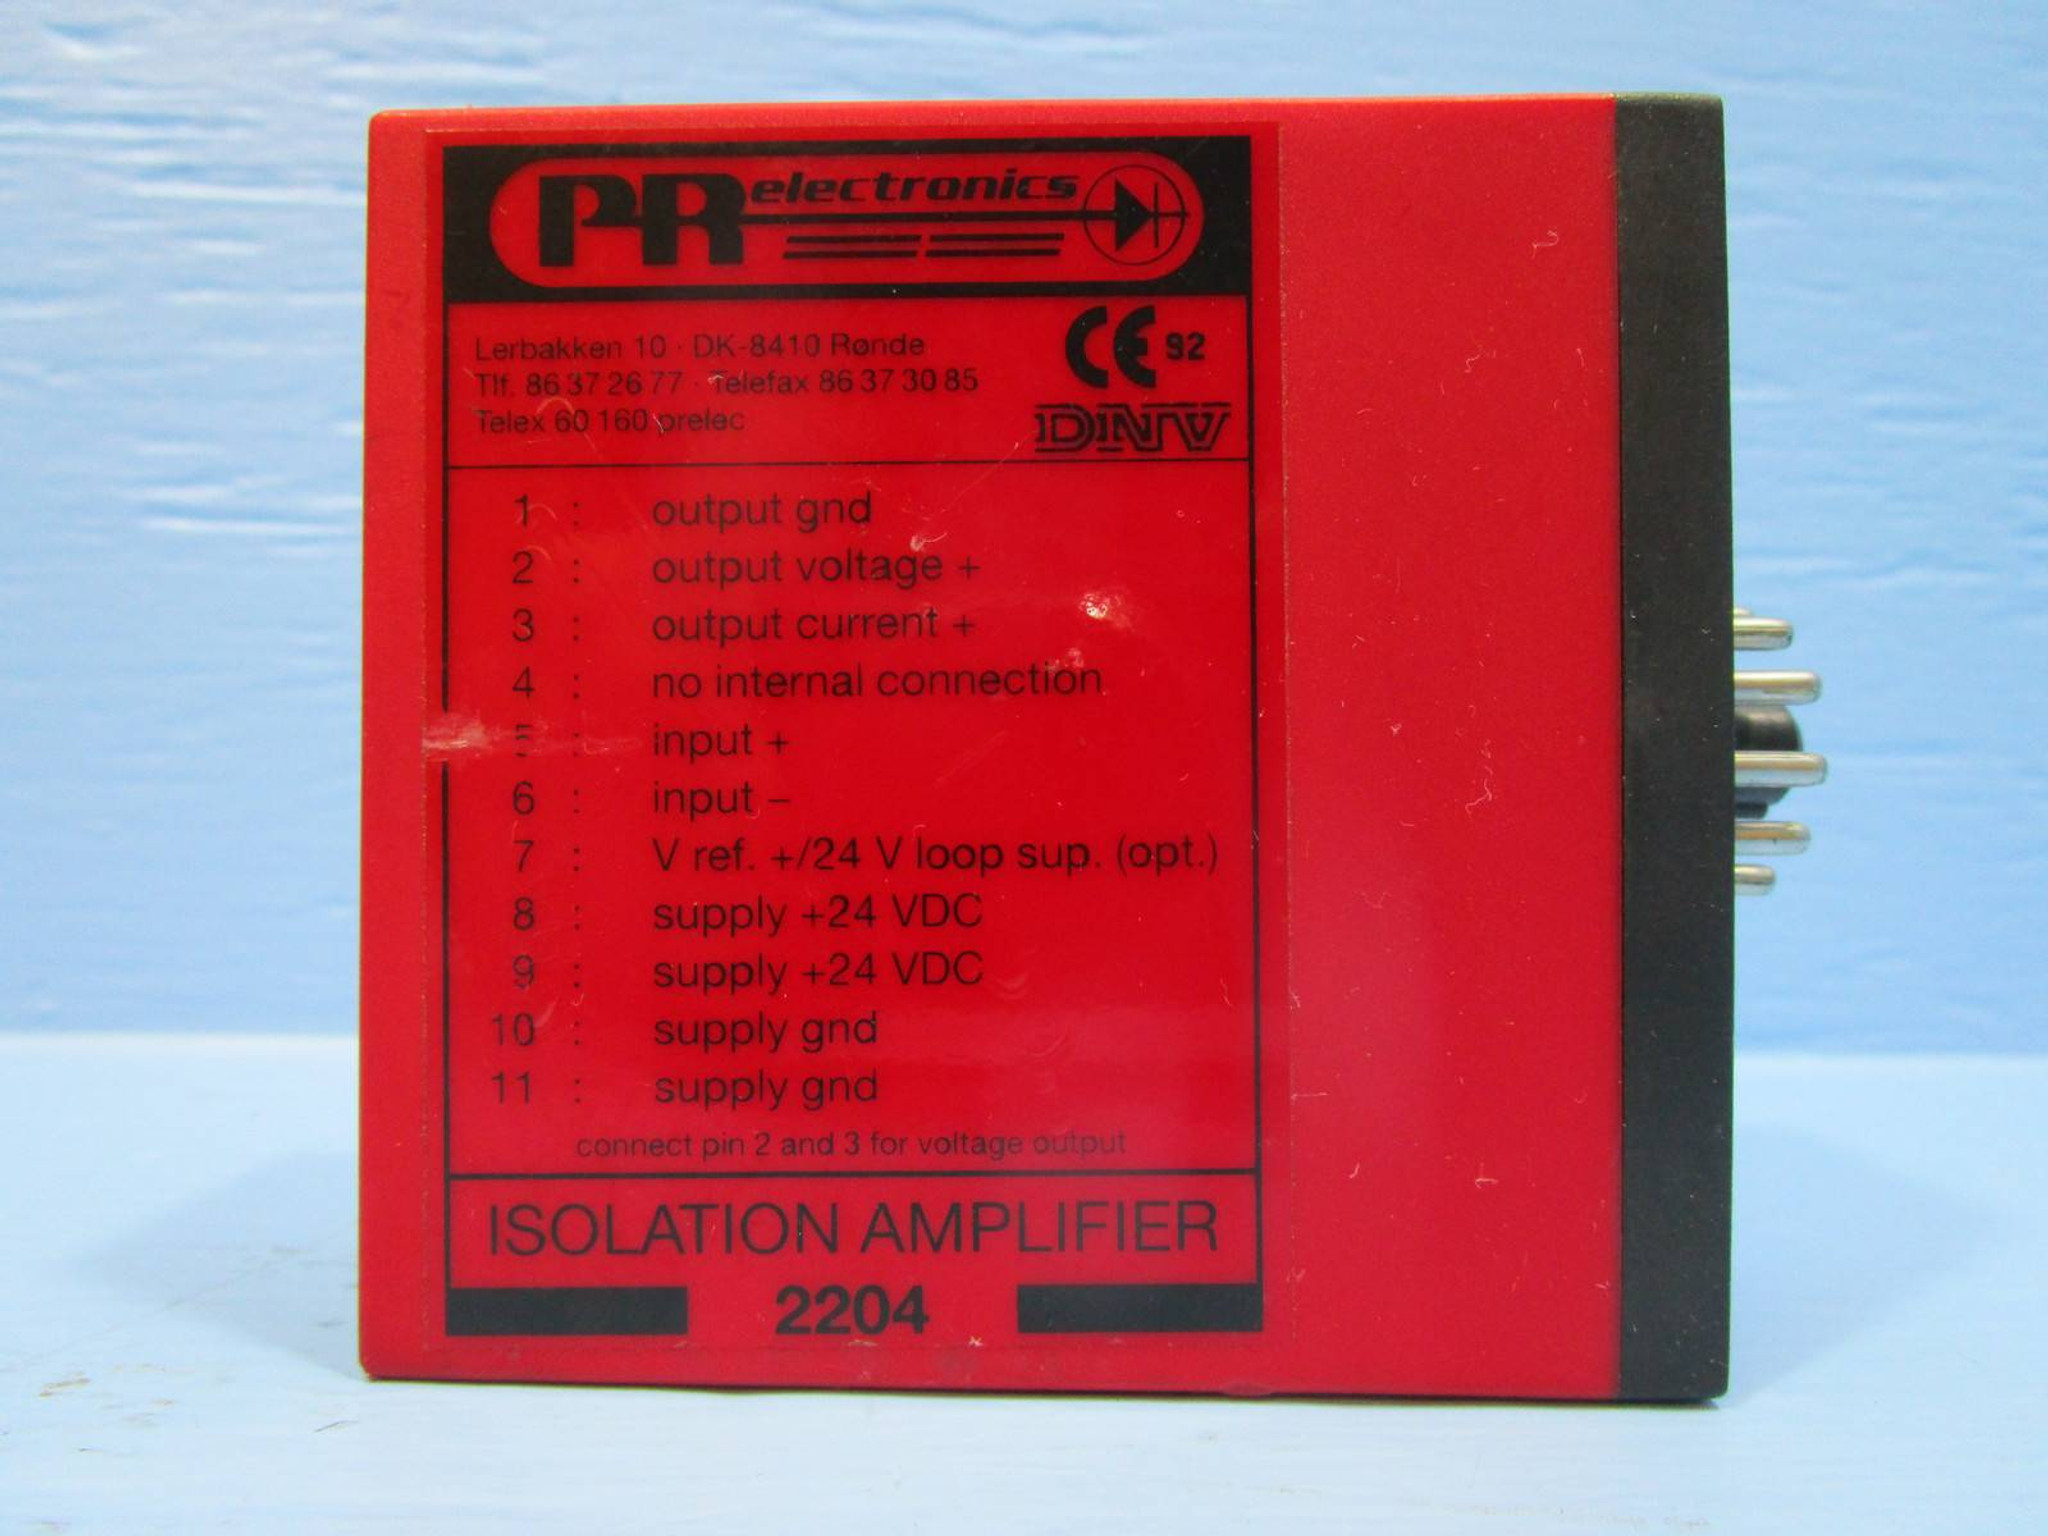 PR electronics
Lerbakken 10 · DK-8410 Rønde
Tlf. 86 37 26 77 · Telefax 86 37 30 85
Telex 60 160 prelec
CE 92
DNV
1 : output gnd
2 : output voltage +
3 : output current +
4 : no internal connection
5 : input +
6 : input –
7 : V ref. +/24 V loop sup. (opt.)
8 : supply +24 VDC
9 : supply +24 VDC
10 : supply gnd
11 : supply gnd
connect pin 2 and 3 for voltage output
ISOLATION AMPLIFIER
2204